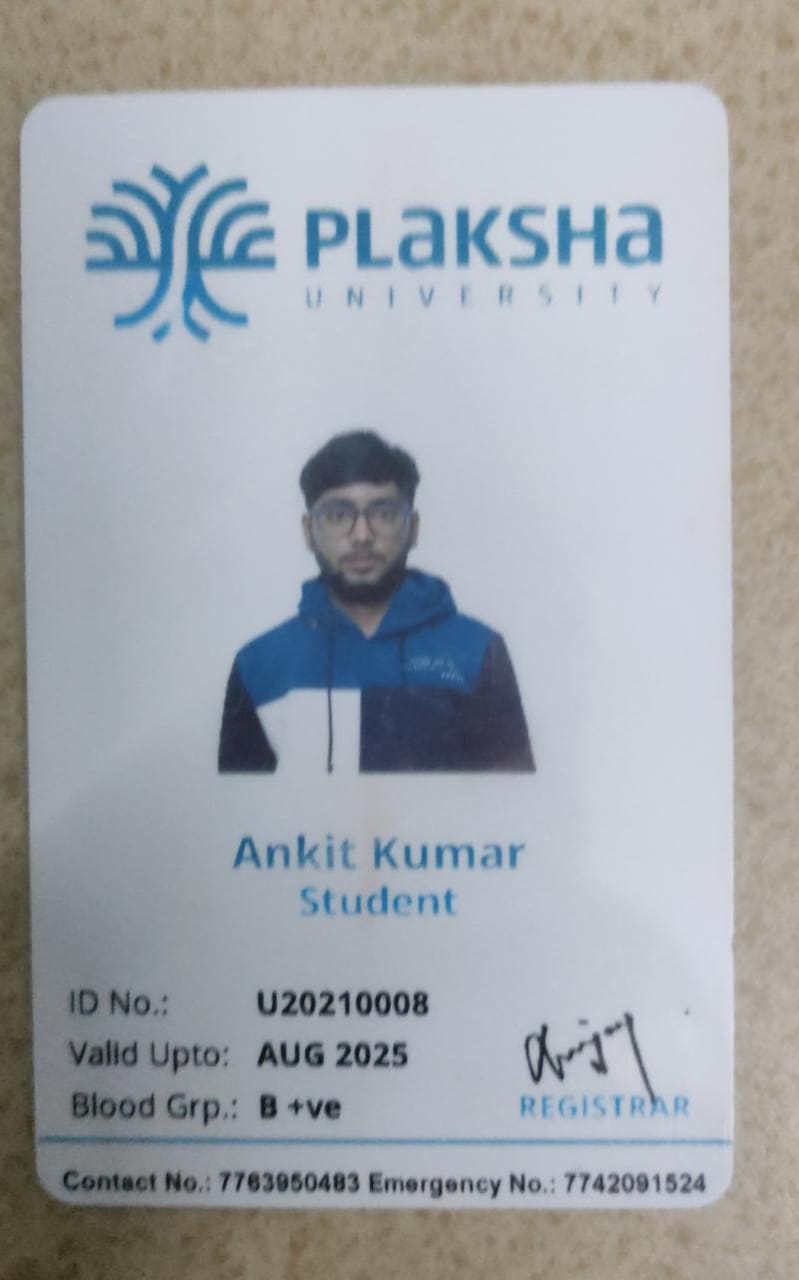 PLaKSHa
UNIVERSITY
Ankit Kumar
Student
ID No.: U20210008
Valid Upto: AUG 2025
Blood Grp.: B +ve
REGISTRAR
Contact No.: 7763950483 Emergency No.: 7742091524